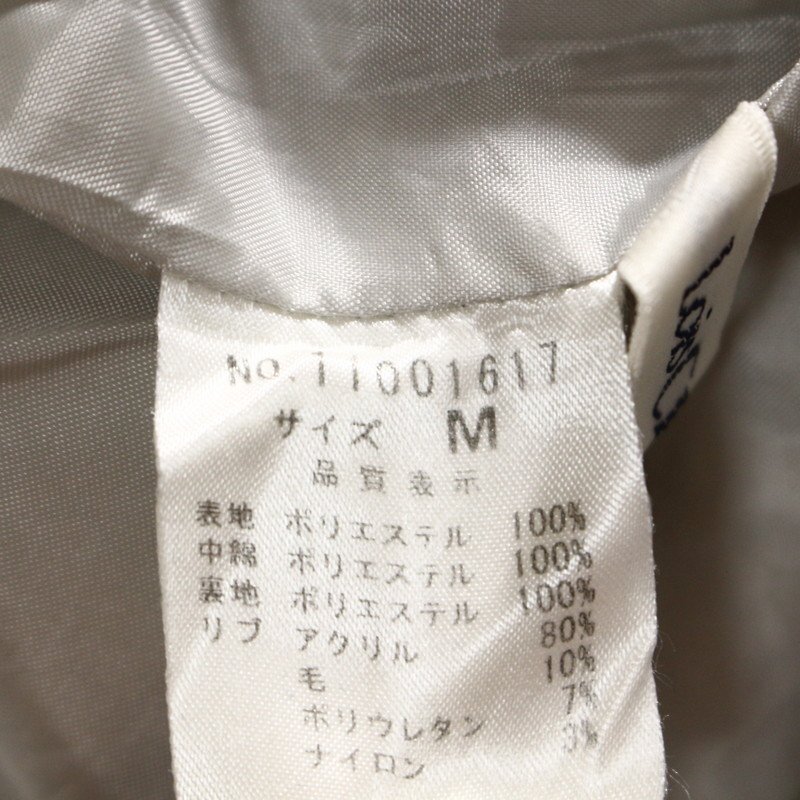 NO.11001617
サイズ M
品質表示
表地 ポリエステル 100%
中綿 ポリエステル 100%
裏地 ポリエステル 100%
リブ アクリル 80%
毛 10%
ポリウレタン 7%
ナイロン 3%